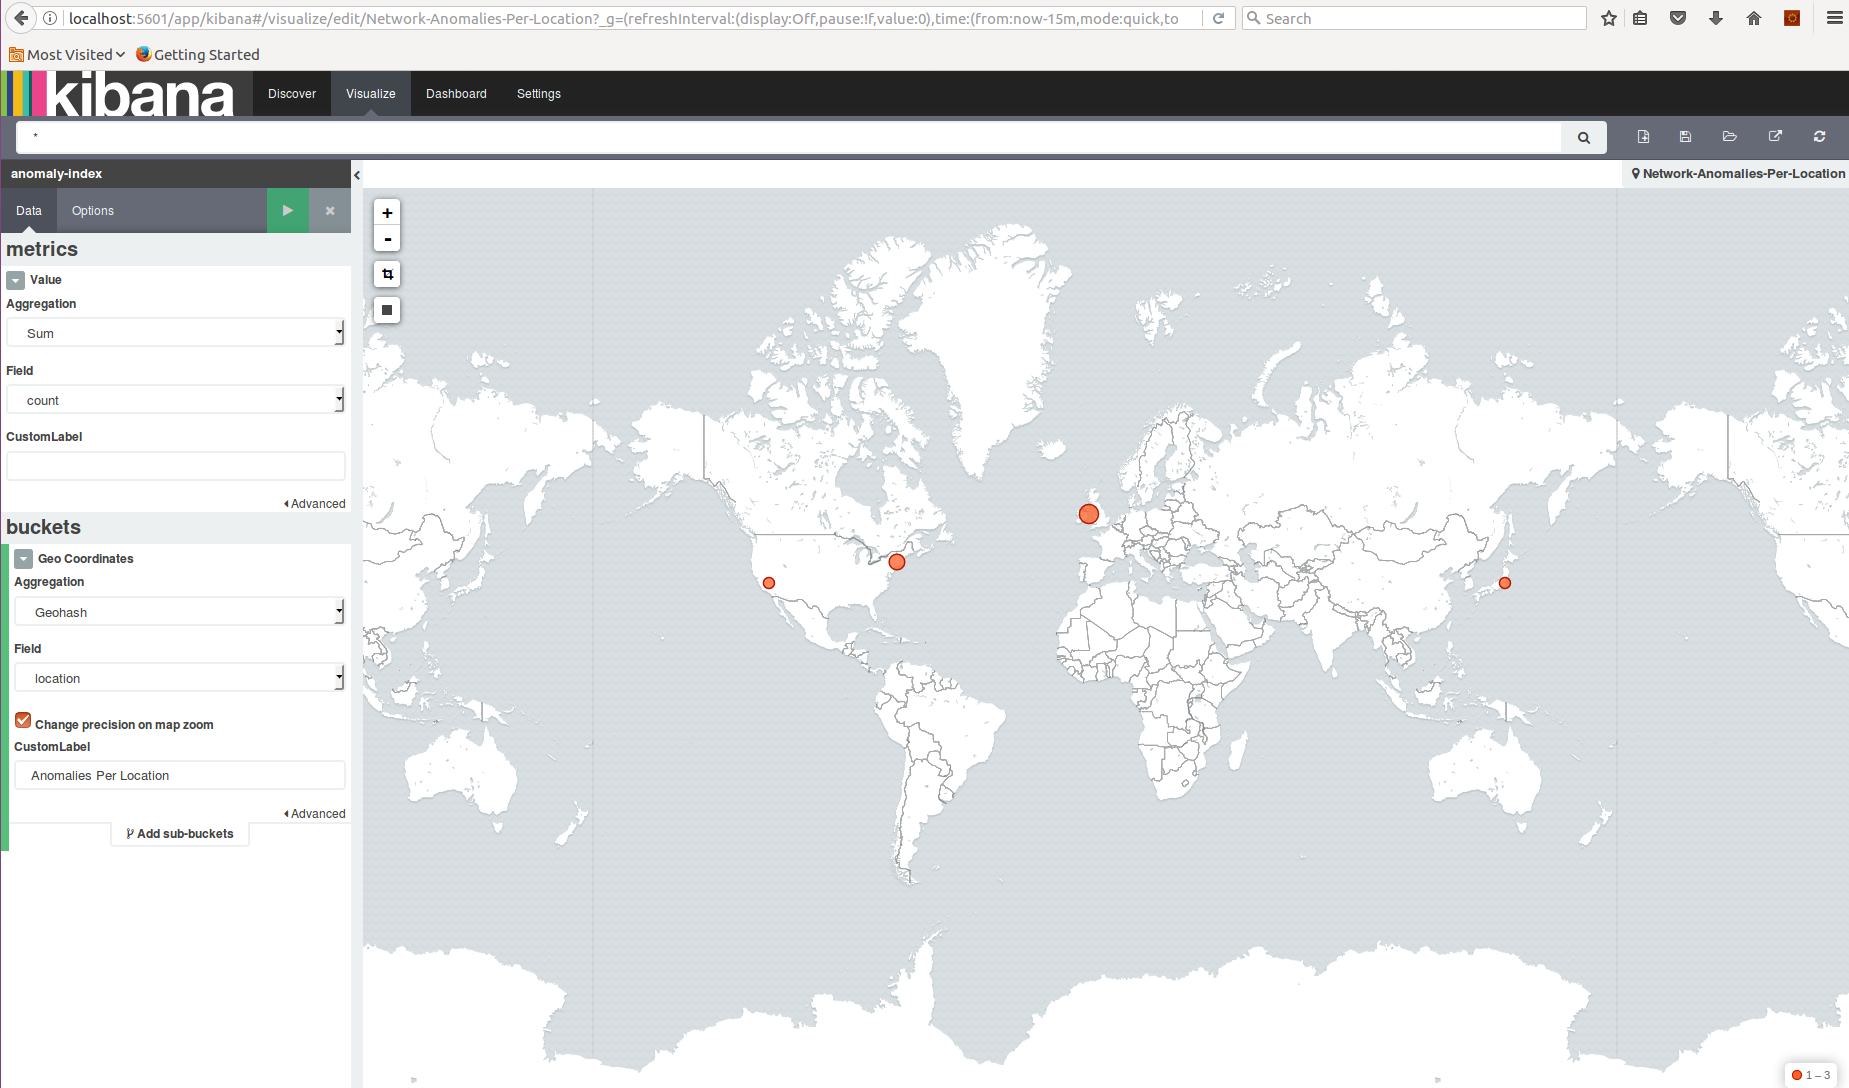 localhost:5601/app/kibana#/visualize/edit/Network-Anomalies-Per-Location?_g=(refreshInterval:(display:Off,pause:!f,value:0),time:(from:now-15m,mode:quick,to
Search
Most Visited
Getting Started
kibana
Discover
Visualize
Dashboard
Settings
*
anomaly-index
Network-Anomalies-Per-Location
Data
Options
+
-
metrics
Value
Aggregation
Sum
Field
count
CustomLabel
Advanced
buckets
Geo Coordinates
Aggregation
Geohash
Field
location
Change precision on map zoom
CustomLabel
Anomalies Per Location
Advanced
Add sub-buckets
1 – 3